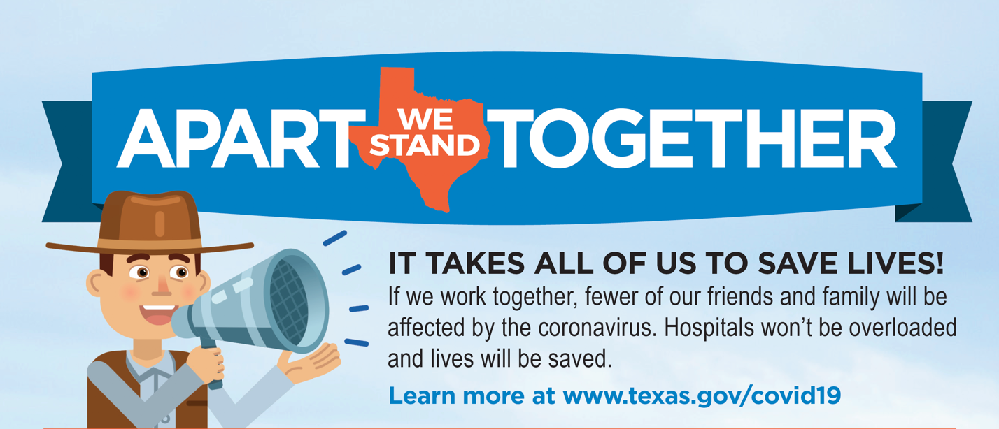 APART WE STAND TOGETHER
IT TAKES ALL OF US TO SAVE LIVES!
If we work together, fewer of our friends and family will be
affected by the coronavirus. Hospitals won't be overloaded
and lives will be saved.
Learn more at www.texas.gov/covid19